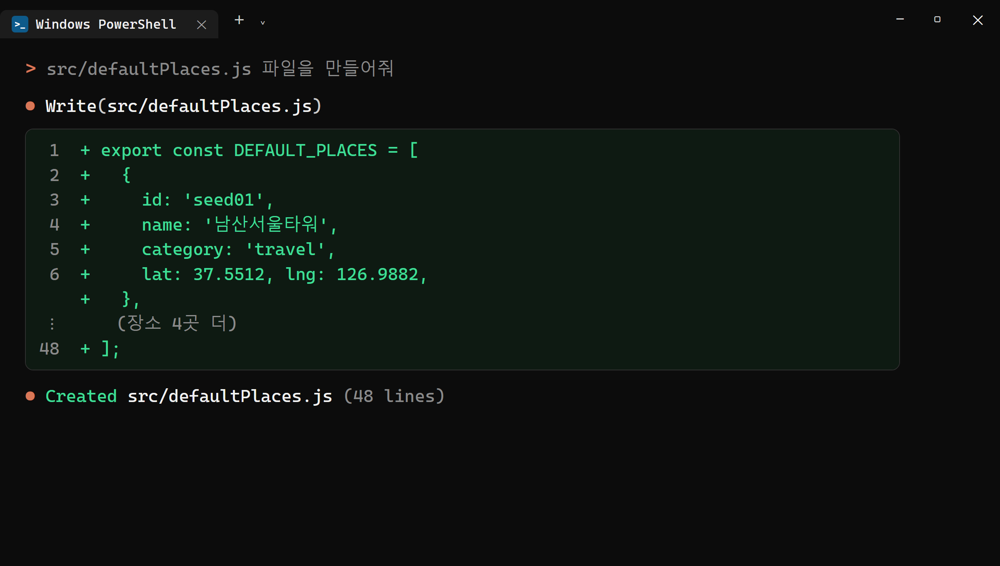 >_ Windows PowerShell
> src/defaultPlaces.js 파일을 만들어줘
● Write(src/defaultPlaces.js)
1 + export const DEFAULT_PLACES = [
2 + {
3 + id: 'seed01',
4 + name: '남산서울타워',
5 + category: 'travel',
6 + lat: 37.5512, lng: 126.9882,
+ },
⋮ (장소 4곳 더)
48 + ];
● Created src/defaultPlaces.js (48 lines)